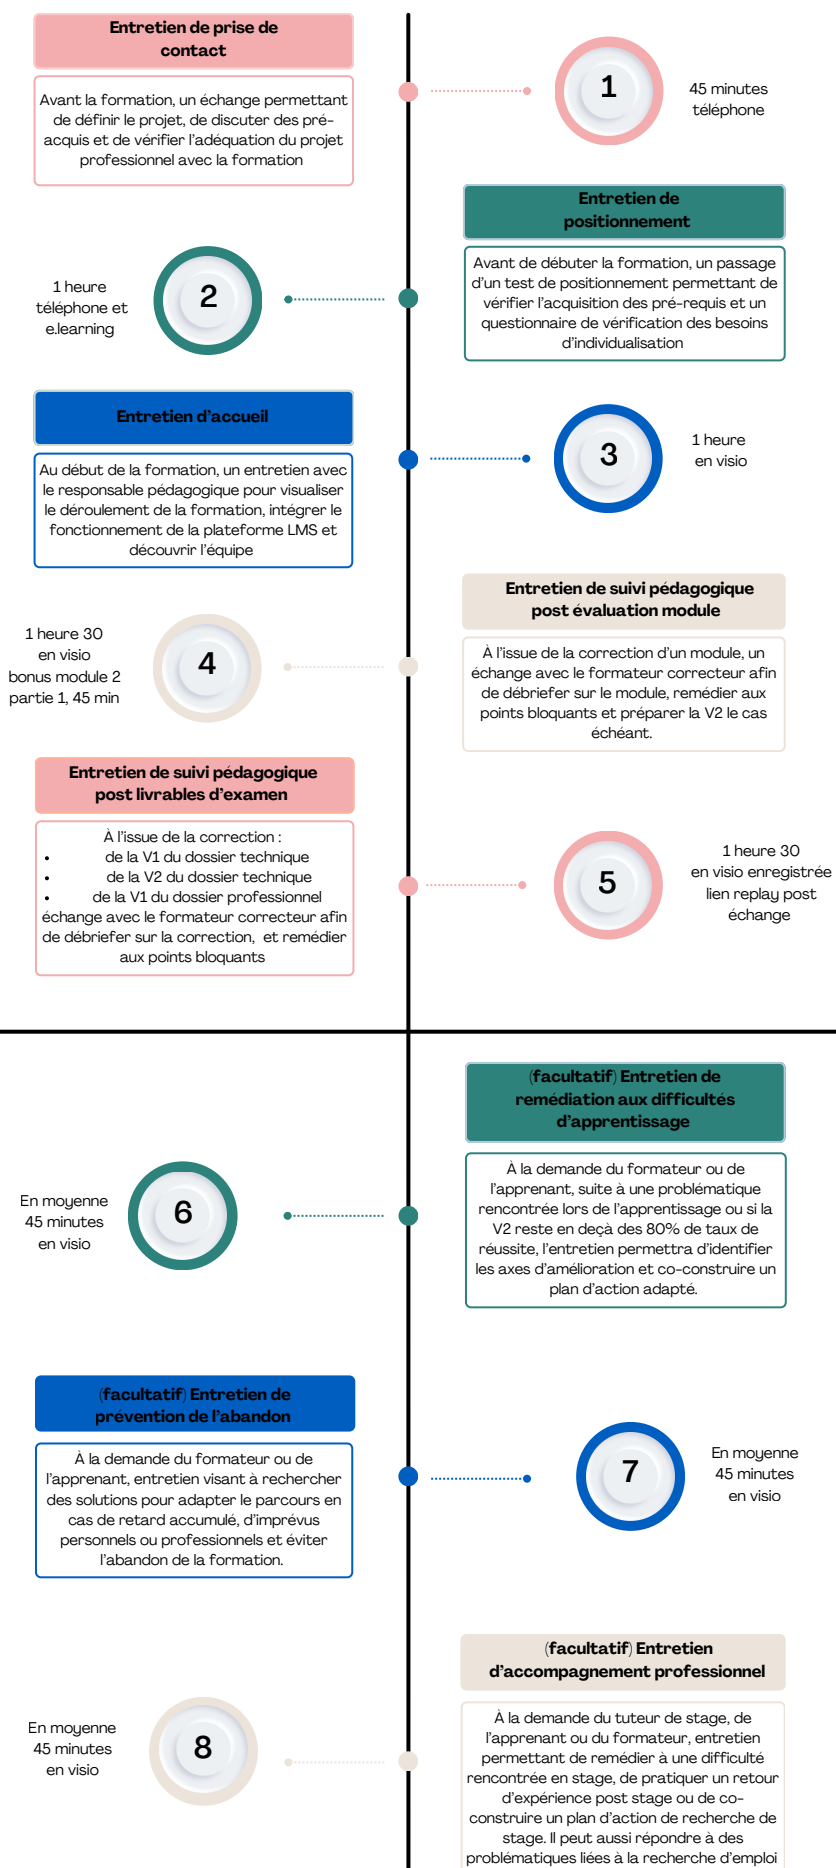 Entretien de prise de
contact
Avant la formation, un échange permettant
de définir le projet, de discuter des pré-
acquis et de vérifier l'adéquation du projet
professionnel avec la formation
1
45 minutes
téléphone
Entretien de
positionnement
Avant de débuter la formation, un passage
d'un test de positionnement permettant de
vérifier l'acquisition des pré-requis et un
questionnaire de vérification des besoins
d'individualisation
2
1 heure
téléphone et
e.learning
Entretien d'accueil
Au début de la formation, un entretien avec
le responsable pédagogique pour visualiser
le déroulement de la formation, intégrer le
fonctionnement de la plateforme LMS et
découvrir l'équipe
3
1 heure
en visio
Entretien de suivi pédagogique
post évaluation module
À l'issue de la correction d'un module, un
échange avec le formateur correcteur afin
de débriefer sur le module, remédier aux
points bloquants et préparer la V2 le cas
échéant.
4
1 heure 30
en visio
bonus module 2
partie 1, 45 min
Entretien de suivi pédagogique
post livrables d'examen
À l'issue de la correction :
• de la V1 du dossier technique
• de la V2 du dossier technique
• de la V1 du dossier professionnel
échange avec le formateur correcteur afin
de débriefer sur la correction, et remédier
aux points bloquants
5
1 heure 30
en visio enregistrée
lien replay post
échange
(facultatif) Entretien de
remédiation aux difficultés
d'apprentissage
À la demande du formateur ou de
l'apprenant, suite à une problématique
rencontrée lors de l'apprentissage ou si la
V2 reste en deçà des 80% de taux de
réussite, l'entretien permettra d'identifier
les axes d'amélioration et co-construire un
plan d'action adapté.
6
En moyenne
45 minutes
en visio
(facultatif) Entretien de
prévention de l'abandon
À la demande du formateur ou de
l'apprenant, entretien visant à rechercher
des solutions pour adapter le parcours en
cas de retard accumulé, d'imprévus
personnels ou professionnels et éviter
l'abandon de la formation.
7
En moyenne
45 minutes
en visio
(facultatif) Entretien
d'accompagnement professionnel
À la demande du tuteur de stage, de
l'apprenant ou du formateur, entretien
permettant de remédier à une difficulté
rencontrée en stage, de pratiquer un retour
d'expérience post stage ou de co-
construire un plan d'action de recherche de
stage. Il peut aussi répondre à des
problématiques liées à la recherche d'emploi
8
En moyenne
45 minutes
en visio